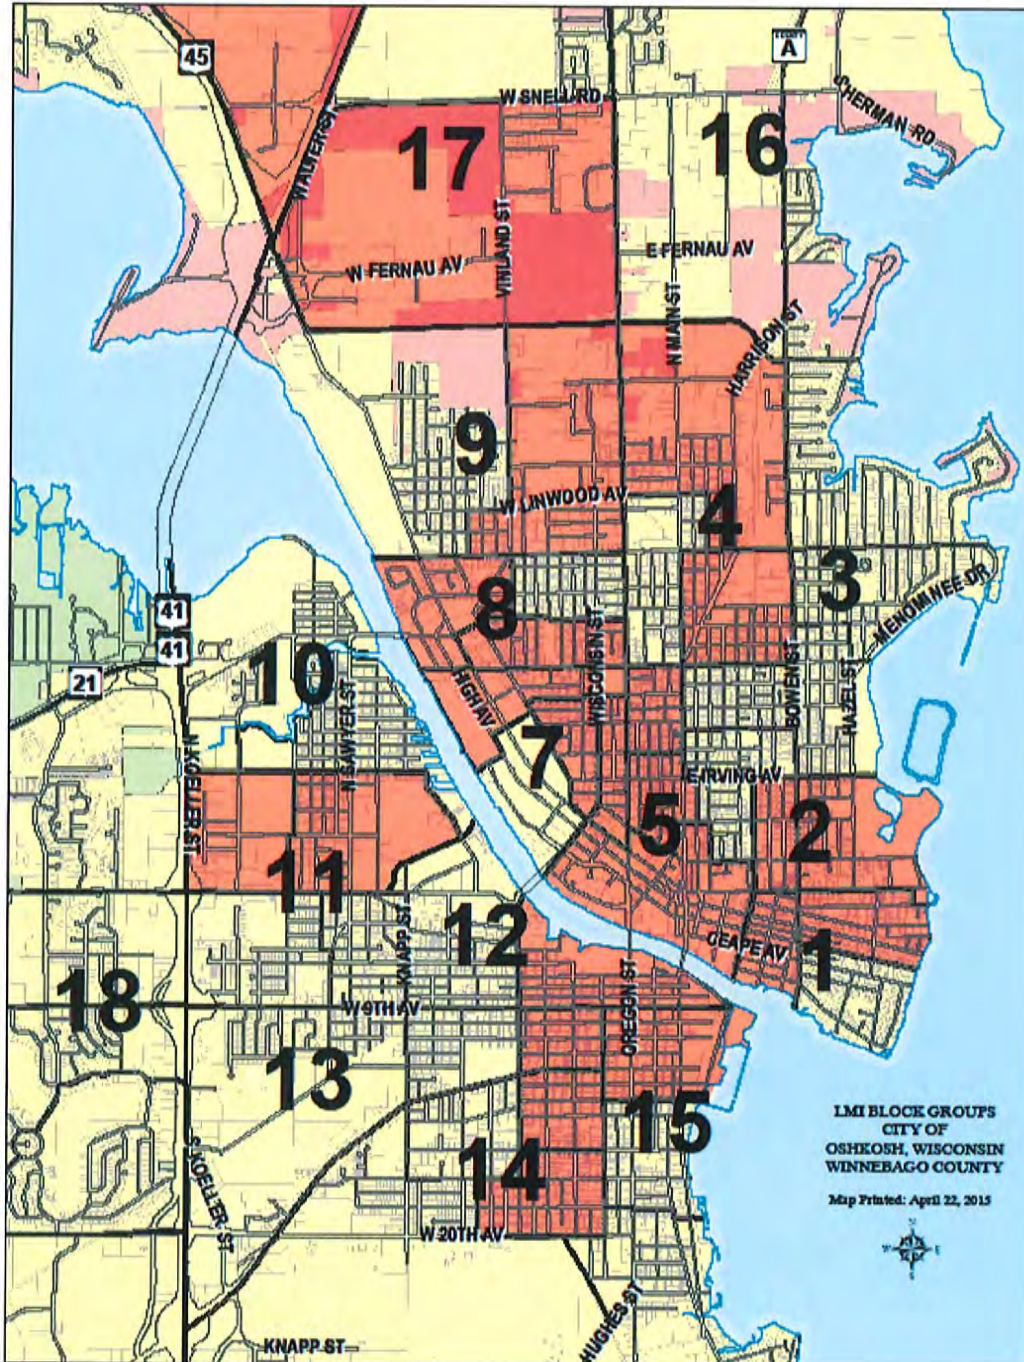 45
COUNTY
A
W SNELL RD
SHERMAN RD
17
16
WALTER ST
VINLAND ST
E FERNAU AV
W FERNAU AV
N MAIN ST
HARRISON ST
9
W LINWOOD AV
4
8
3
MENOMINEE DR
41
41
21
10
HIGH AV
WISCONSIN ST
BOWEN ST
HAZEL ST
N SAWYER ST
7
N KOELLER ST
E IRVING AV
5
2
11
12
KNAPP ST
CEAPE AV
1
18
W 9TH AV
OREGON ST
13
15
14
LMI BLOCK GROUPS
CITY OF
OSHKOSH, WISCONSIN
WINNEBAGO COUNTY
Map Printed: April 22, 2015
N
W
E
S
S KOELLER ST
W 20TH AV
HUGHES ST
KNAPP ST